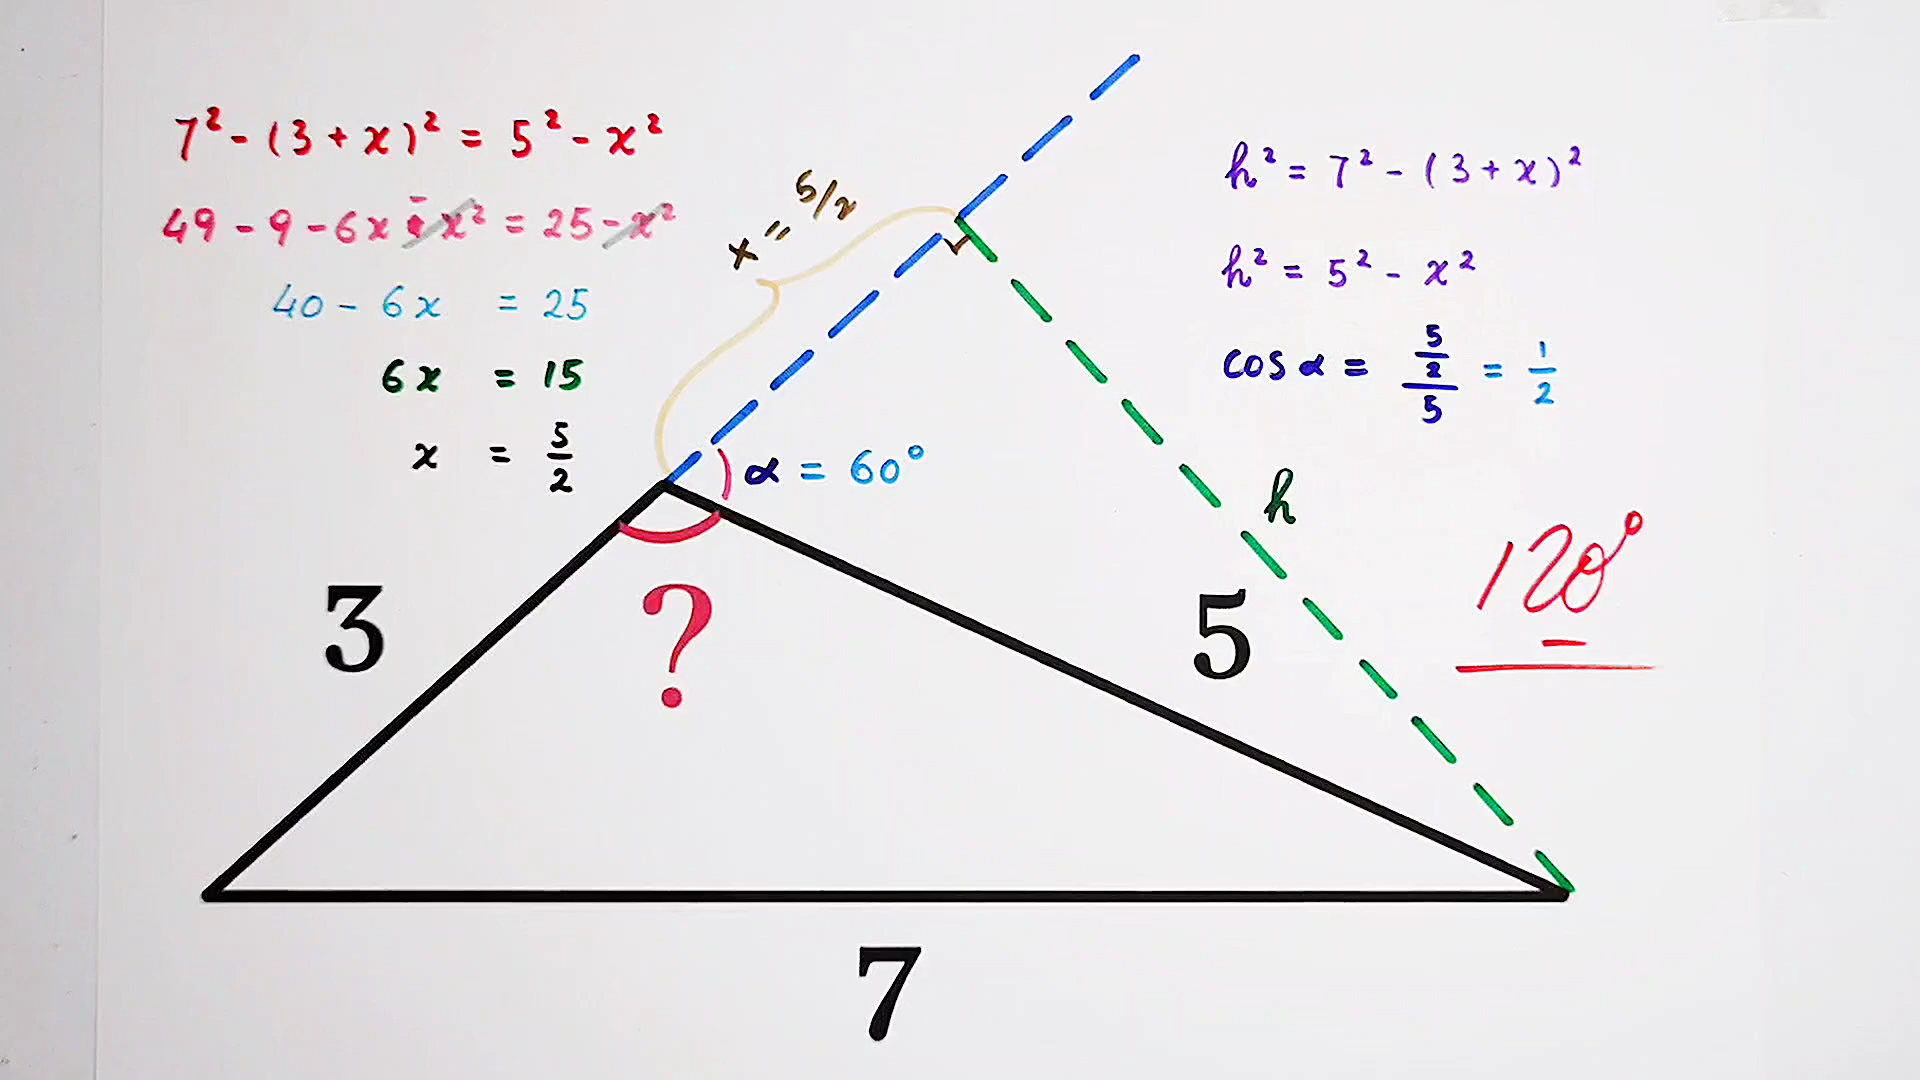 7² - (3 + x)² = 5² - x²
49 - 9 - 6x - x² = 25 - x²
40 - 6x = 25
6x = 15
x = 5/2
x = 5/2
h² = 7² - (3 + x)²
h² = 5² - x²
cos α = 5/2/5 = 1/2
α = 60°
h
120°
3
?
5
7